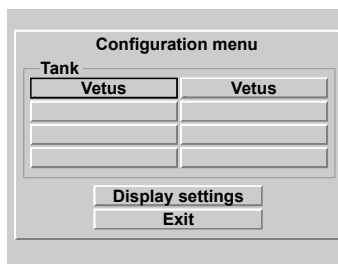 Configuration menu
Tank
Vetus Vetus
Display settings
Exit